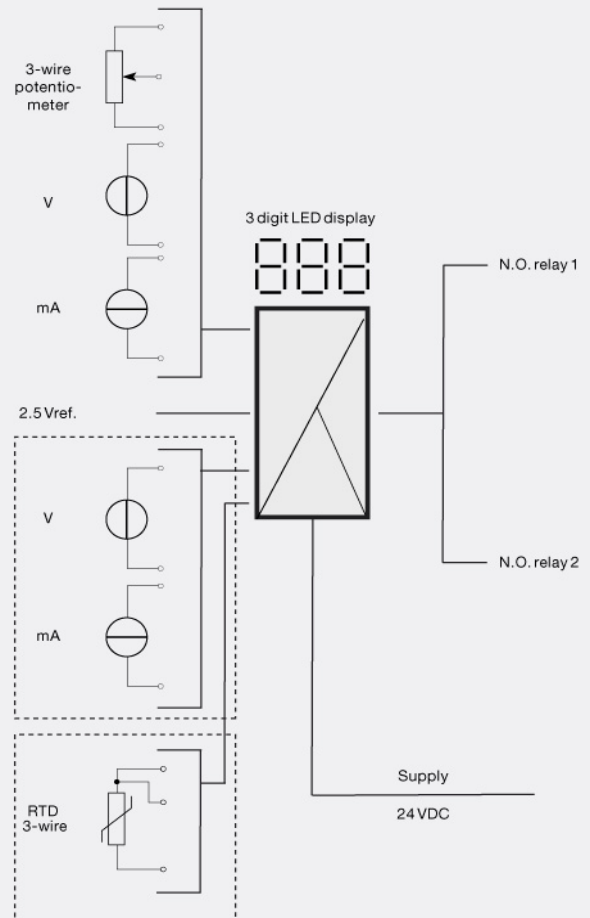 3-wire
potentio-
meter
V
mA
3 digit LED display
888
N.O. relay 1
2.5 Vref.
V
mA
N.O. relay 2
RTD
3-wire
Supply
24 VDC